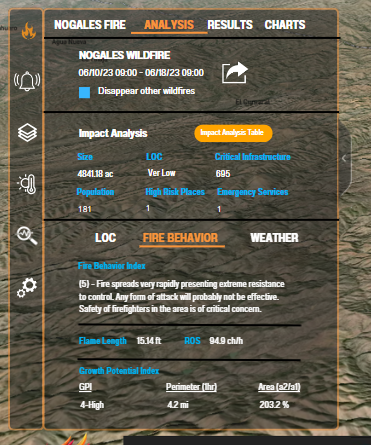 NOGALES FIRE ANALYSIS RESULTS CHARTS
Agua Nueva
NOGALES WILDFIRE
06/10/23 09:00 - 06/18/23 09:00
Disappear other wildfires
Impact Analysis Impact Analysis Table
Size LOC Critical Infrastructure
4841.18 ac Ver Low 695
Population High Risk Places Emergency Services
181 1 1
LOC FIRE BEHAVIOR WEATHER
Fire Behavior Index
(5) - Fire spreads very rapidly presenting extreme resistance
to control. Any form of attack will probably not be effective.
Safety of firefighters in the area is of critical concern.
Flame Length 15.14 ft ROS 94.9 ch/h
Growth Potential Index
GPI Perimeter (1hr) Area (a2/a1)
4-High 4.2 mi 203.2 %